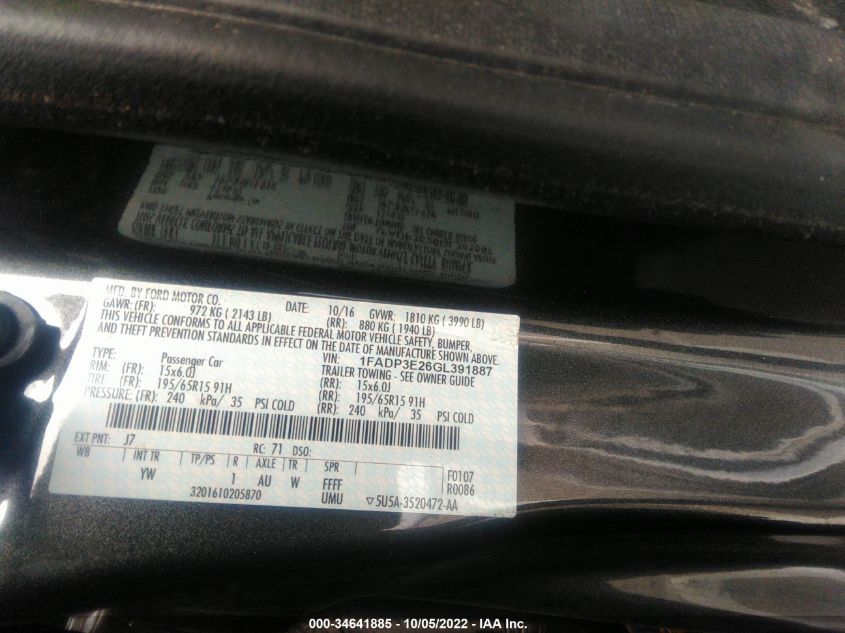 MFD. BY FORD MOTOR CO.
DATE: 10/16 GVWR: 1810 KG ( 3990 LB)
GAWR: (FR): 972 KG ( 2143 LB) (RR): 880 KG ( 1940 LB)
THIS VEHICLE CONFORMS TO ALL APPLICABLE FEDERAL MOTOR VEHICLE SAFETY, BUMPER,
AND THEFT PREVENTION STANDARDS IN EFFECT ON THE DATE OF MANUFACTURE SHOWN ABOVE.
VIN: 1FADP3E26GL391887
TYPE: Passenger Car TRAILER TOWING - SEE OWNER GUIDE
RIM: (FR): 15x6.0J (RR): 15x6.0J
TIRE (FR): 195/65R15 91H (RR): 195/65R15 91H
PRESSURE: (FR): 240 kPa/ 35 PSI COLD (RR): 240 kPa/ 35 PSI COLD
EXT PNT: J7 RC: 71 DSO:
WB INT TR TP/PS R AXLE TR SPR
YW 1 AU W FFFF F0107
R0086
3201610205870 UMU ▽5U5A-3520472-AA
000-34641885 - 10/05/2022 - IAA Inc.